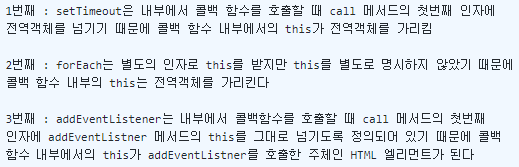 1번째 : setTimeout은 내부에서 콜백 함수를 호출할 때 call 메서드의 첫번째 인자에
전역객체를 넘기기 때문에 콜백 함수 내부에서의 this가 전역객체를 가리킴
2번째 : forEach는 별도의 인자로 this를 받지만 this를 별도로 명시하지 않았기 때문에
콜백 함수 내부의 this는 전역객체를 가리킨다
3번째 : addEventListener는 내부에서 콜백함수를 호출할 때 call 메서드의 첫번째
인자에 addEventListner 메서드의 this를 그대로 넘기도록 정의되어 있기 때문에 콜백
함수 내부에서의 this가 addEventListner를 호출한 주체인 HTML 엘리먼트가 된다